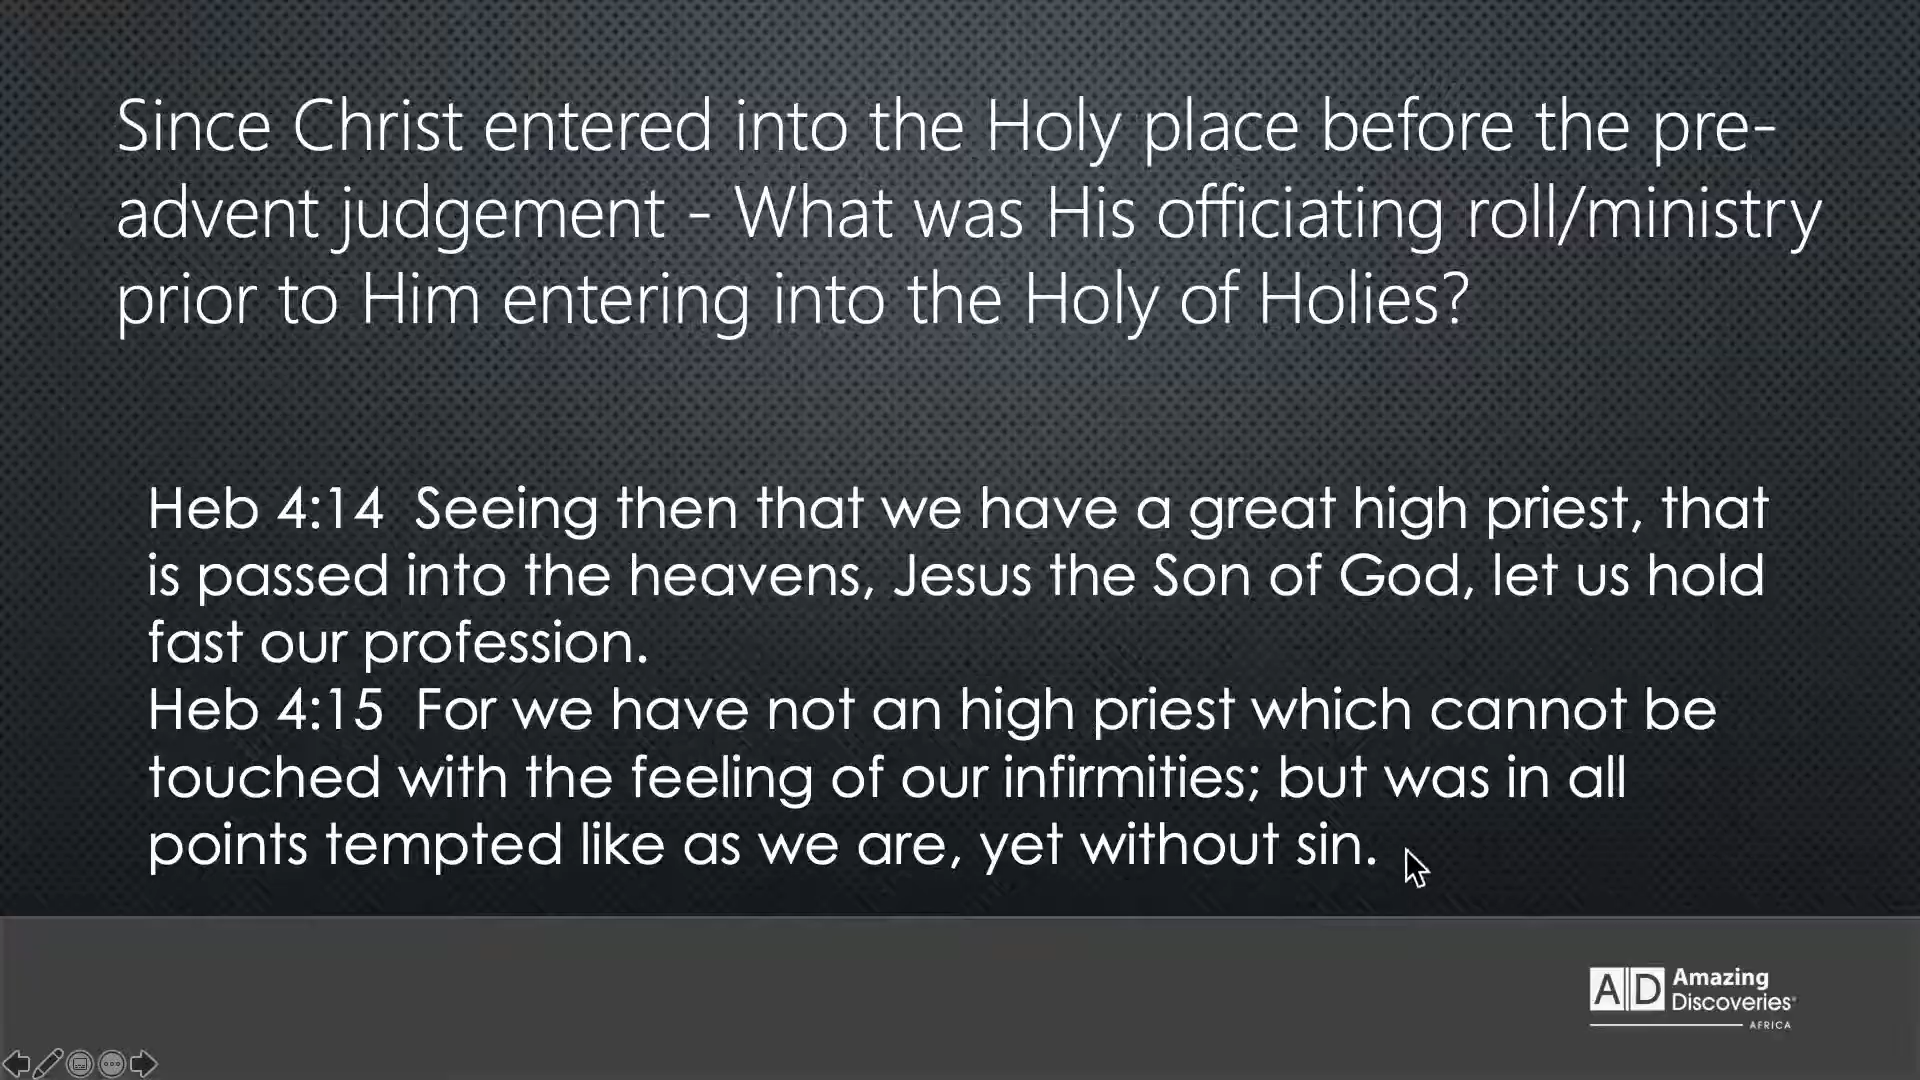 Since Christ entered into the Holy place before the pre-
advent judgement - What was His officiating roll/ministry
prior to Him entering into the Holy of Holies?
Heb 4:14  Seeing then that we have a great high priest, that
is passed into the heavens, Jesus the Son of God, let us hold
fast our profession.
Heb 4:15  For we have not an high priest which cannot be
touched with the feeling of our infirmities; but was in all
points tempted like as we are, yet without sin.
AD Amazing
Discoveries
AFRICA